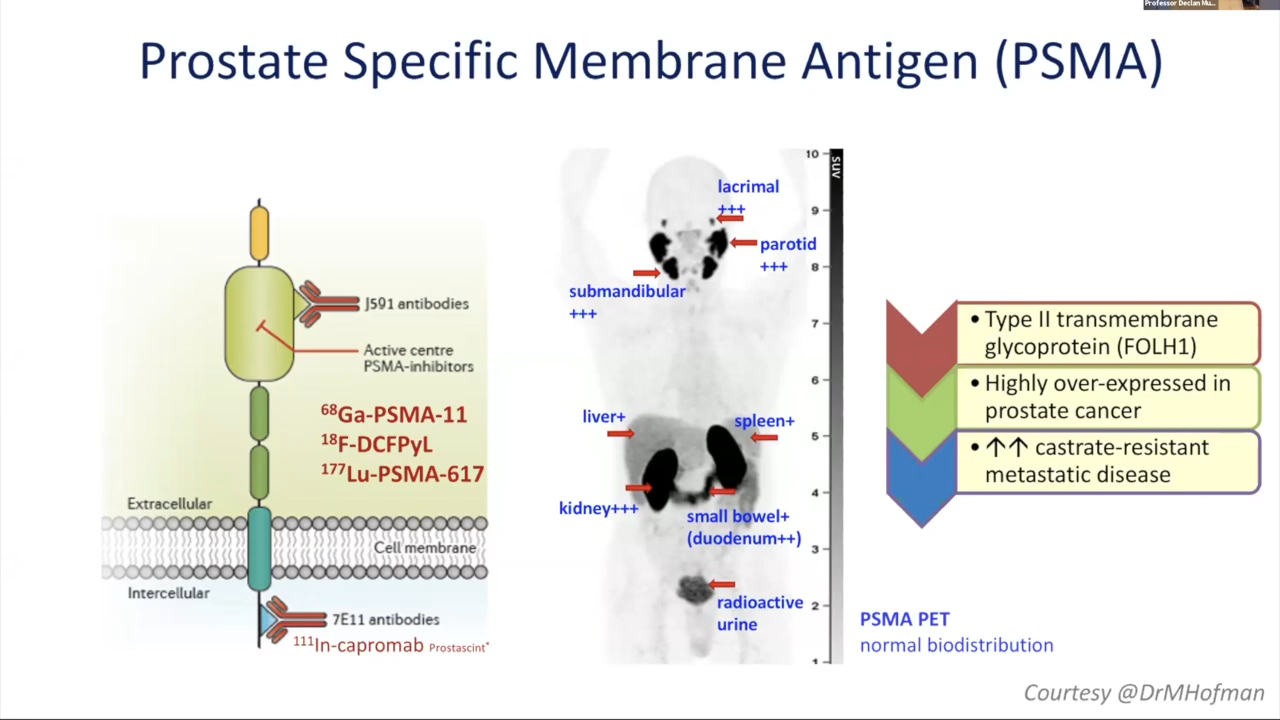 Professor Declan Mu...
Prostate Specific Membrane Antigen (PSMA)
J591 antibodies
Active centre
PSMA-inhibitors
⁶⁸Ga-PSMA-11
¹⁸F-DCFPyL
¹⁷⁷Lu-PSMA-617
Extracellular
Cell membrane
Intercellular
7E11 antibodies
¹¹¹In-capromab Prostascint*
lacrimal
+++
parotid
+++
submandibular
+++
liver+
spleen+
kidney+++
small bowel+
(duodenum++)
radioactive
urine
10
SUV
9
8
7
6
5
4
3
2
1
PSMA PET
normal biodistribution
• Type II transmembrane
glycoprotein (FOLH1)
• Highly over-expressed in
prostate cancer
• ↑↑ castrate-resistant
metastatic disease
Courtesy @DrMHofman